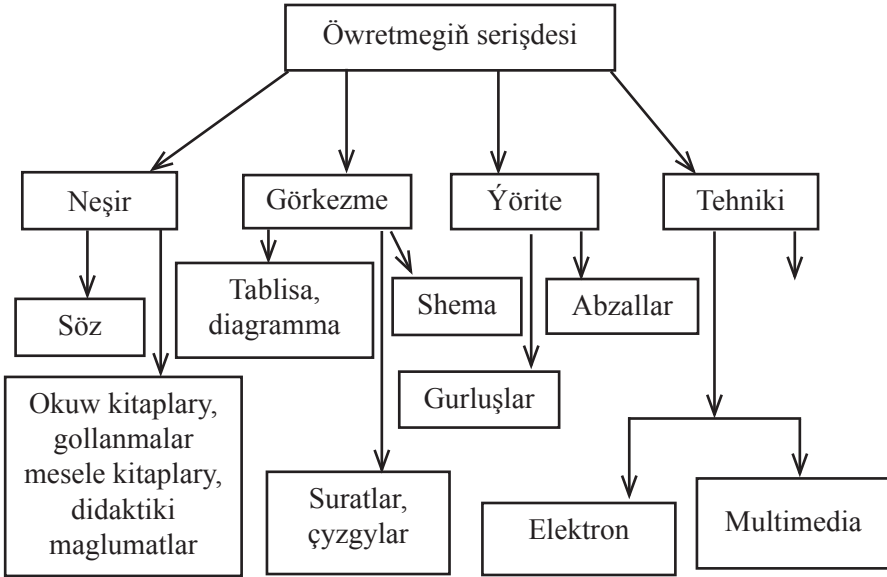 Öwretmegiň serişdesi
Neşir
Görkezme
Ýörite
Tehniki
Söz
Tablisa,
diagramma
Shema
Abzallar
Gurluşlar
Okuw kitaplary,
gollanmalar
mesele kitaplary,
didaktiki
maglumatlar
Suratlar,
çyzgylar
Elektron
Multimedia